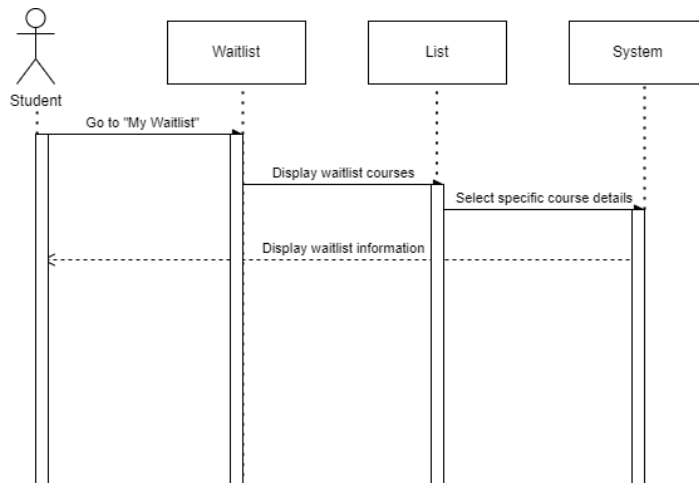 Waitlist
List
System
Student
Go to "My Waitlist"
Display waitlist courses
Select specific course details
Display waitlist information